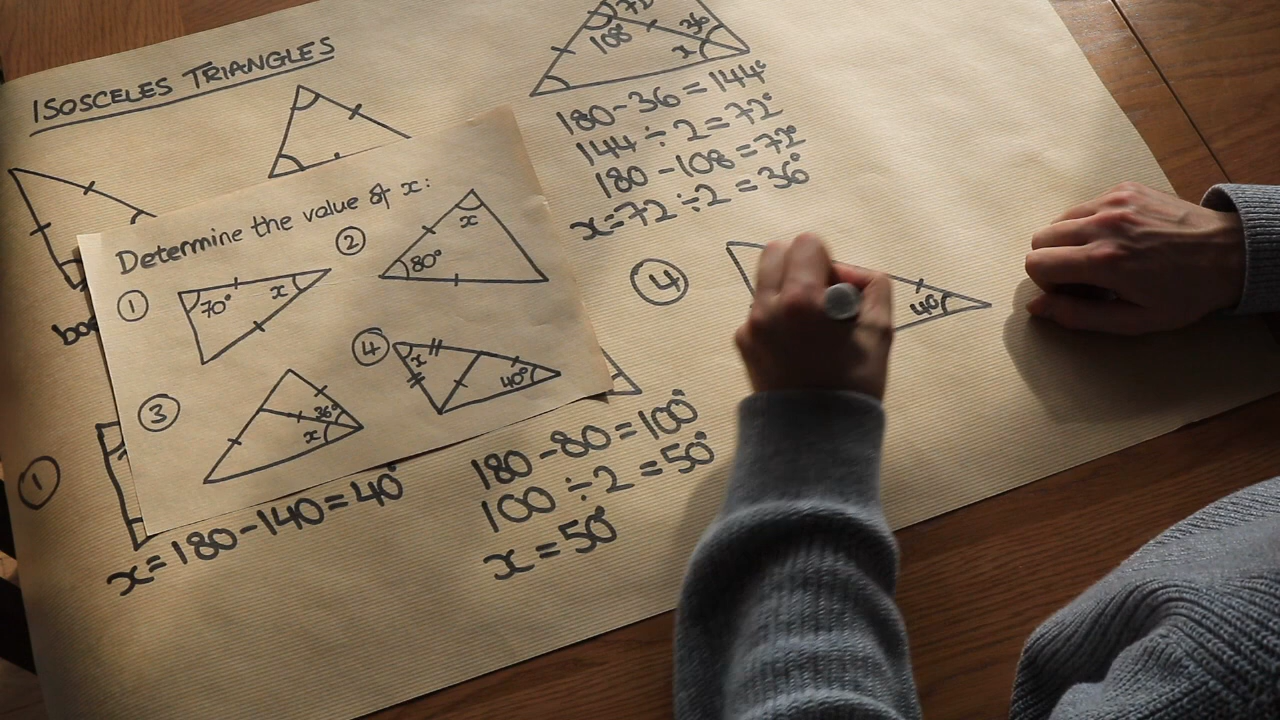 ISOSCELES TRIANGLES
72°
108°
36°
x
180-36=144°
144÷2=72°
180-108=72°
x=72÷2=36°
Determine the value of x:
①
70°
x
②
80°
x
③
36°
x
④
x
40°
④
40°
①
x=180-140=40°
180-80=100°
100÷2=50°
x=50°